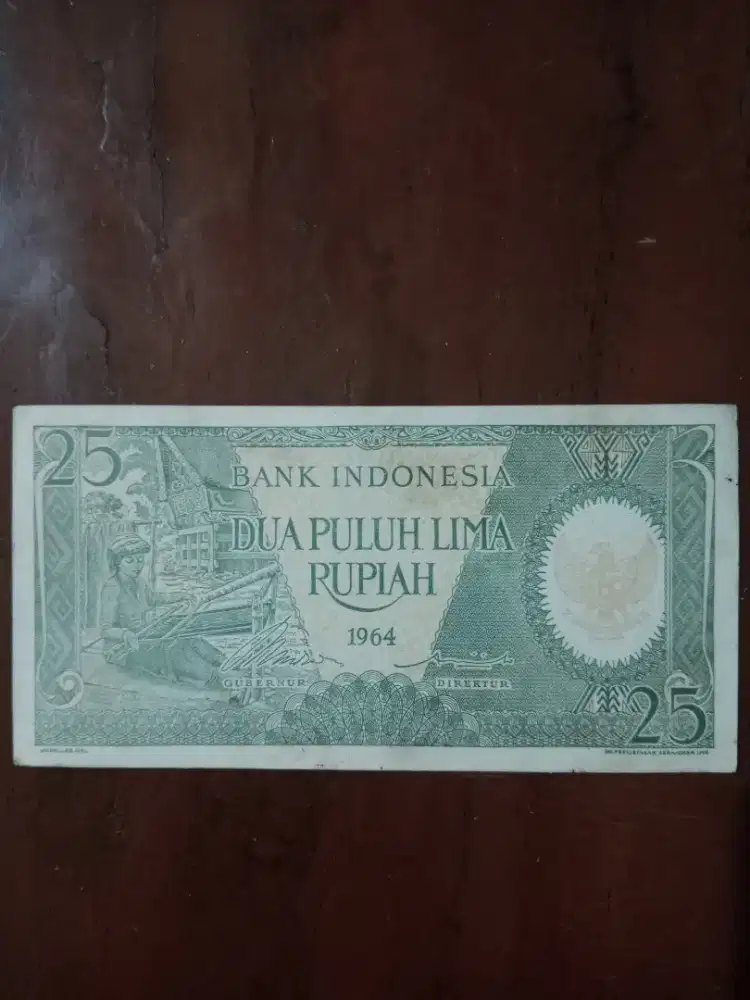 25
BANK INDONESIA
DUA PULUH LIMA
RUPIAH
1964
GUBERNUR DIREKTUR
25